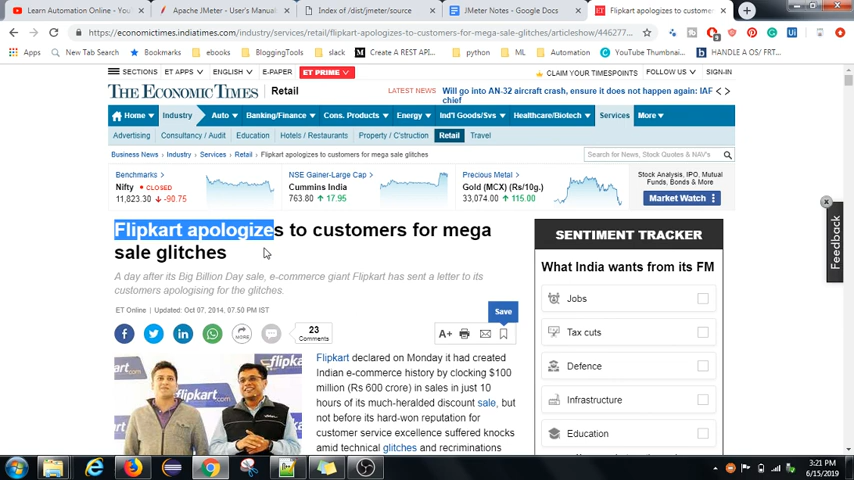 Learn Automation Online - You
Apache JMeter - User's Manual
Index of /dist/jmeter/source
JMeter Notes - Google Docs
Flipkart apologizes to customers
https://economictimes.indiatimes.com/industry/services/retail/flipkart-apologizes-to-customers-for-mega-sale-glitches/articleshow/446277...
Apps
Save to Mendeley
Bookmarks
ebooks
BloggingTools
slack
Create A REST API...
python
ML
Automation
YouTube Thumbnai...
HANDLE A OS/ FRT...
SECTIONS ET APPS ENGLISH E-PAPER ET PRIME
CLAIM YOUR TIMESPOINTS FOLLOW US SIGN-IN
THE ECONOMIC TIMES | Retail
LATEST NEWS Will go into AN-32 aircraft crash, ensure it does not happen again: IAF
chief
Home Industry Auto Banking/Finance Cons. Products Energy Ind'l Goods/Svs Healthcare/Biotech Services More
Advertising Consultancy / Audit Education Hotels / Restaurants Property / C'struction Retail Travel
Business News › Industry › Services › Retail › Flipkart apologizes to customers for mega sale glitches
Search for News, Stock Quotes & NAV's
Benchmarks
Nifty CLOSED
11,823.30 -90.75
NSE Gainer-Large Cap
Cummins India
763.80 17.95
Precious Metal
Gold (MCX) (Rs/10g.)
33,074.00 115.00
Stock Analysis, IPO, Mutual
Funds, Bonds & More
Market Watch
Flipkart apologizes to customers for mega
sale glitches
A day after its Big Billion Day sale, e-commerce giant Flipkart has sent a letter to its
customers apologising for the glitches.
ET Online | Updated: Oct 07, 2014, 07.50 PM IST
Save
MORE
23
Comments
A+
flipkart.com
flipkart
Flipkart declared on Monday it had created
Indian e-commerce history by clocking $100
million (Rs 600 crore) in sales in just 10
hours of its much-heralded discount sale, but
not before its hard-won reputation for
customer service excellence suffered knocks
amid technical glitches and recriminations
SENTIMENT TRACKER
What India wants from its FM
Jobs
Tax cuts
Defence
Infrastructure
Education
Feedback
3:21 PM
6/15/2019